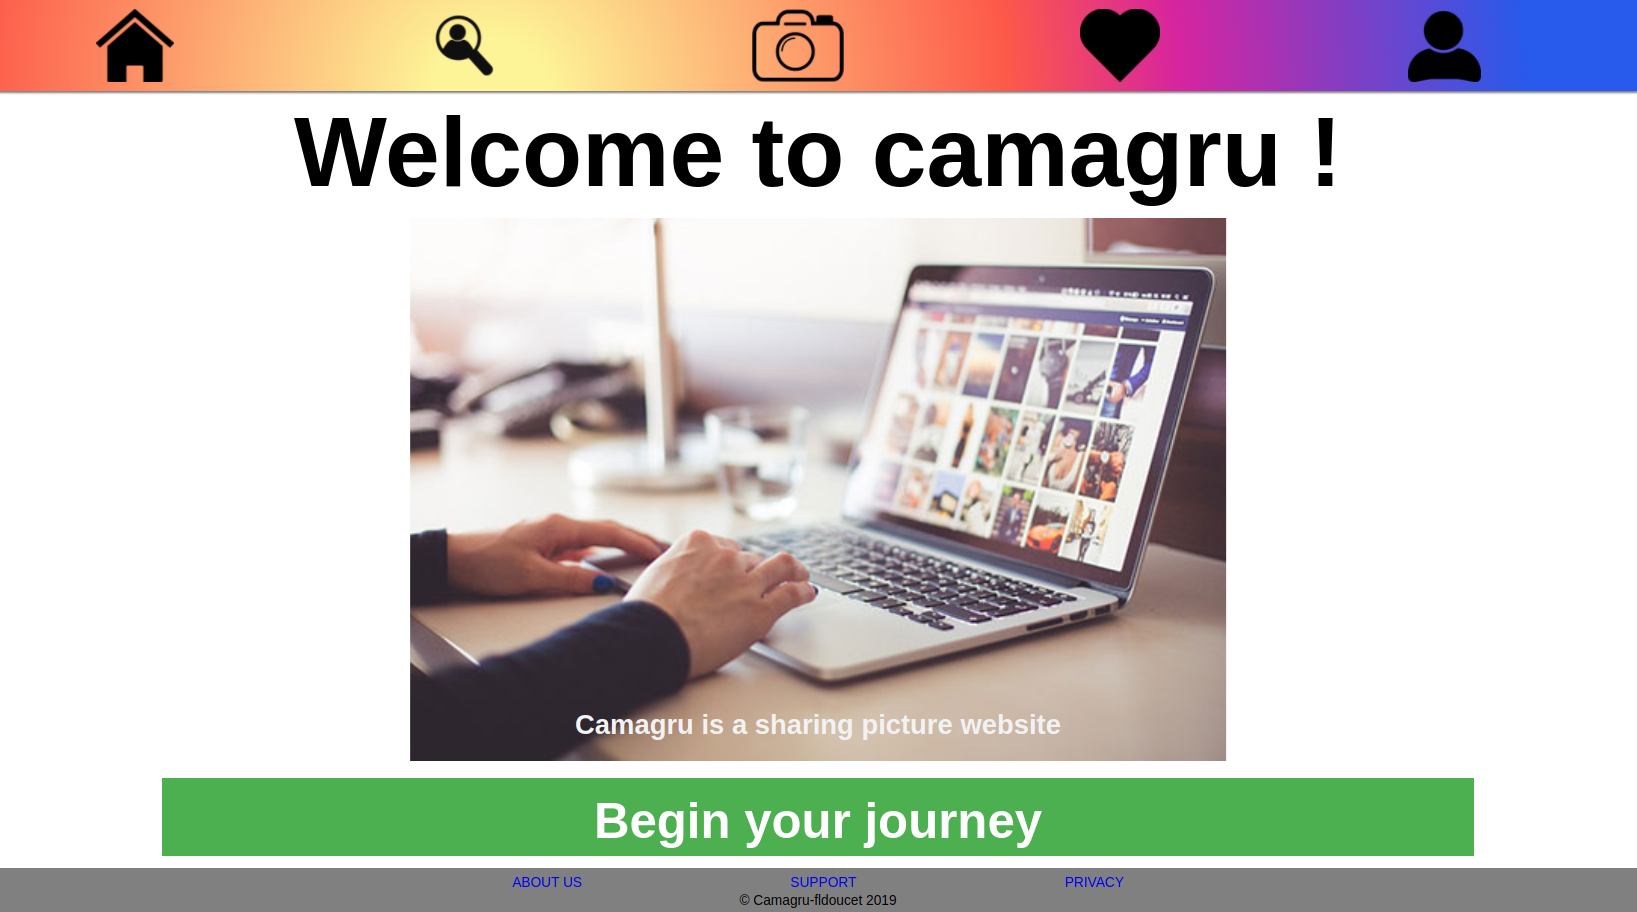 Welcome to camagru !
Camagru is a sharing picture website
Begin your journey
ABOUT US SUPPORT PRIVACY
© Camagru-fldoucet 2019